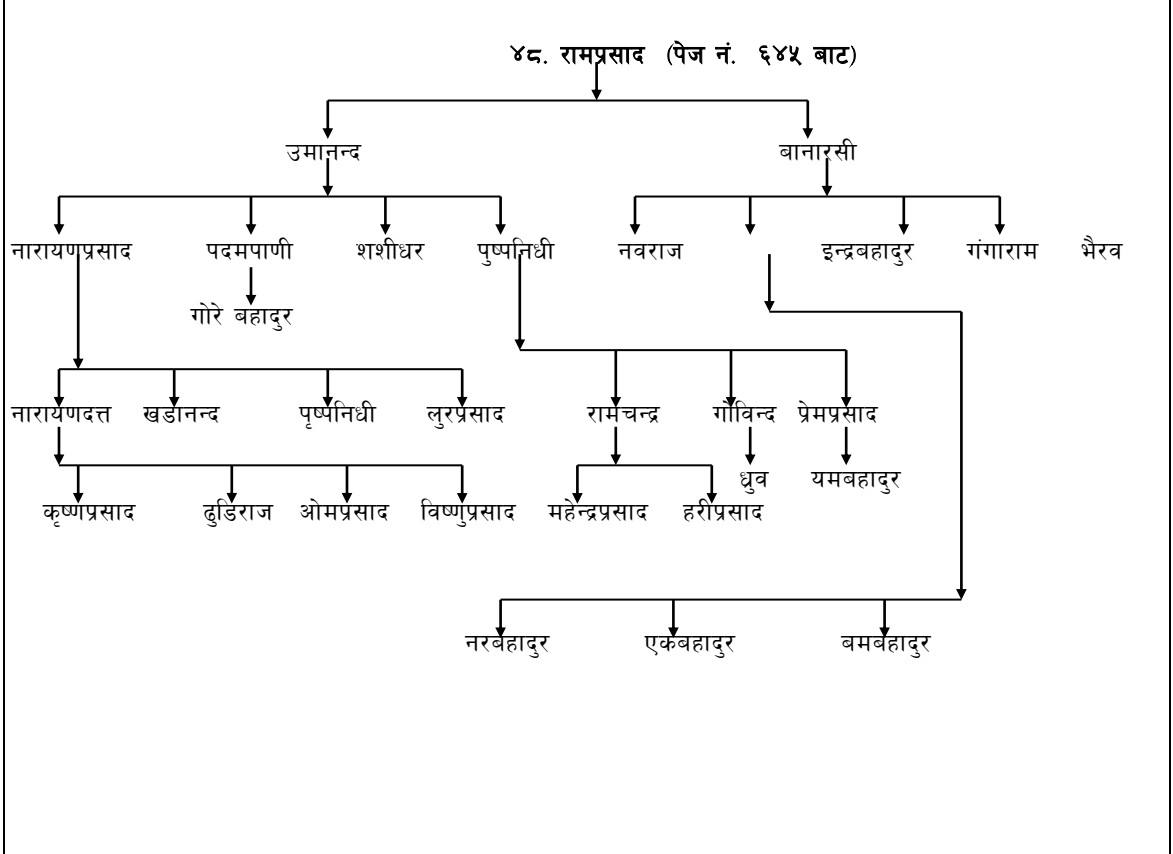 ४८. रामप्रसाद (पेज नं. ६४५ बाट)
उमानन्द बानारसी
नारायणप्रसाद पदमपाणी शशीधर पुष्पनिधी नवराज इन्द्रबहादुर गंगाराम भैरव
गोरे बहादुर
नारायणदत्त खडानन्द पृष्पनिधी लुरप्रसाद रामचन्द्र गोविन्द प्रेमप्रसाद
ध्रुव यमबहादुर
कृष्णप्रसाद ढुडिराज ओमप्रसाद विष्णुप्रसाद महेन्द्रप्रसाद हरीप्रसाद
नरबहादुर एकबहादुर बमबहादुर